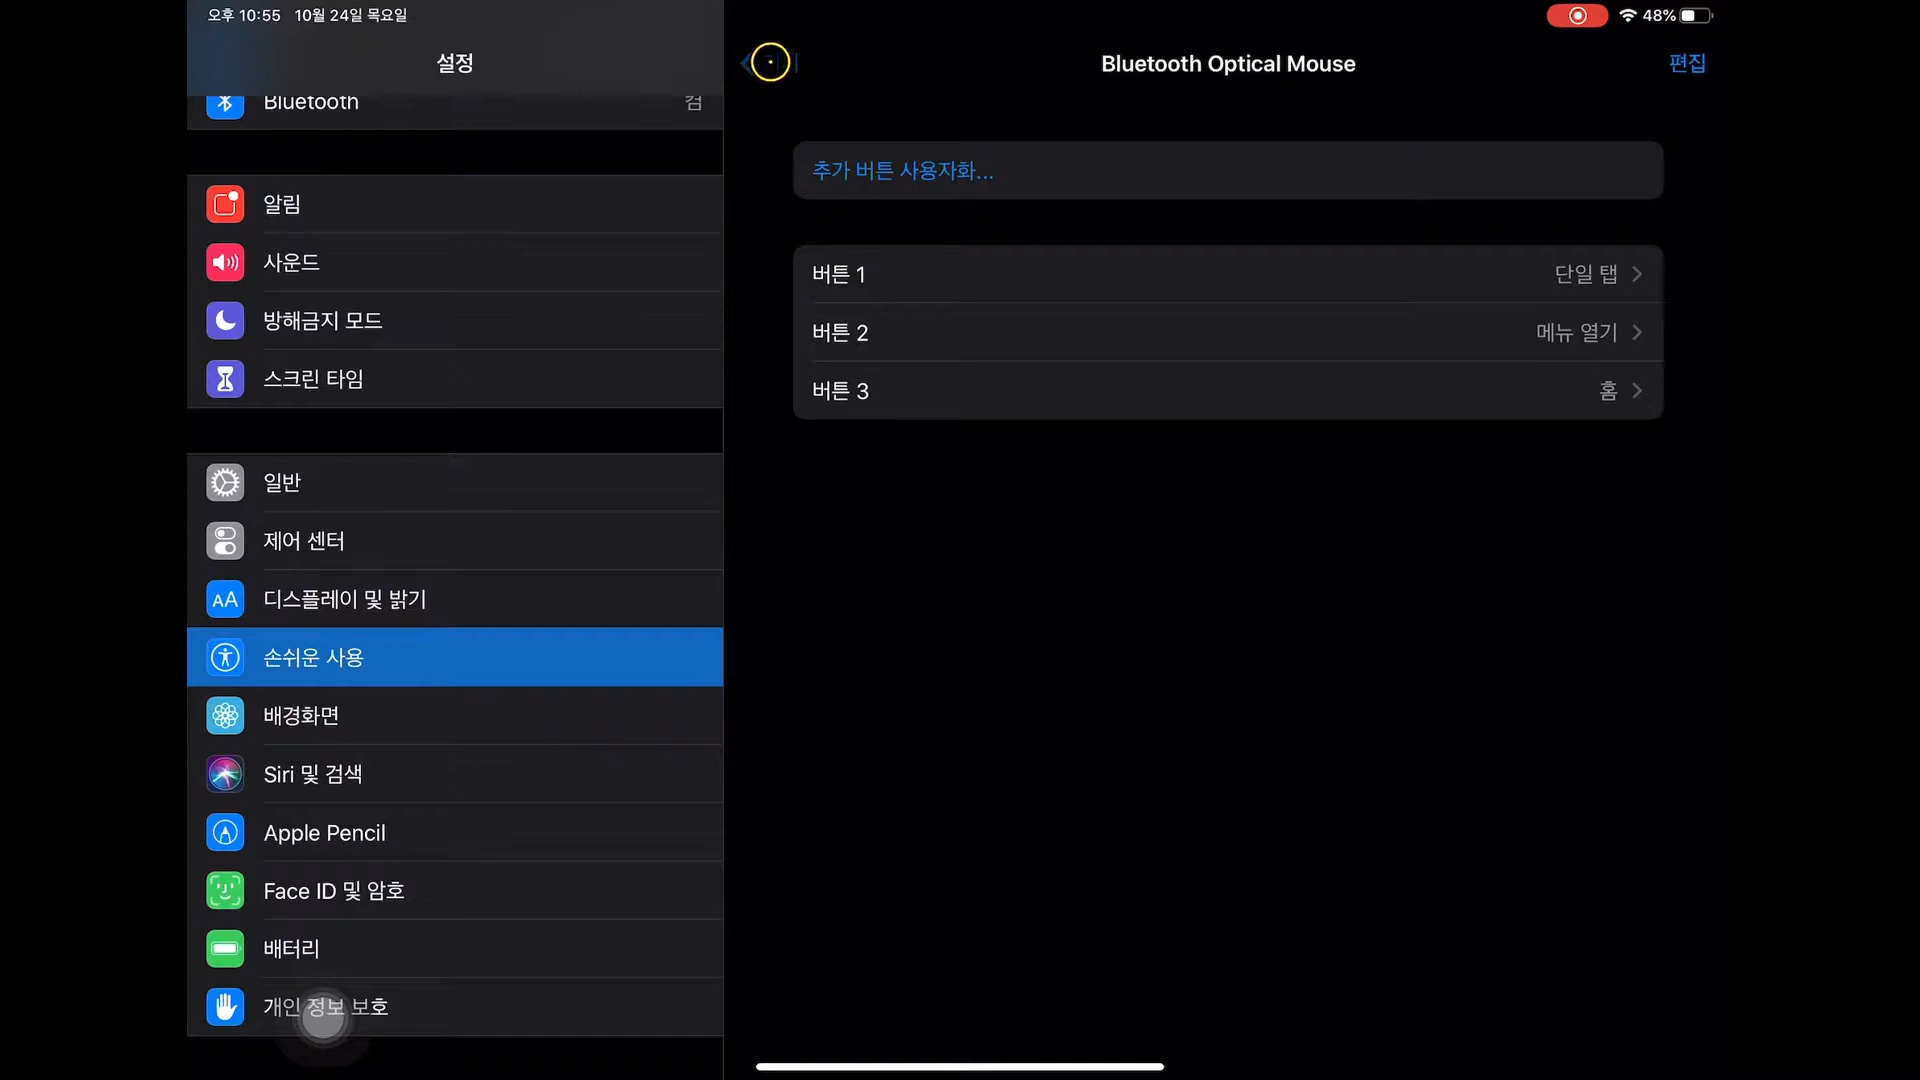 오후 10:55 10월 24일 목요일
48%
설정
Bluetooth 켬
알림
사운드
방해금지 모드
스크린 타임
일반
제어 센터
AA 디스플레이 및 밝기
손쉬운 사용
배경화면
Siri 및 검색
Apple Pencil
Face ID 및 암호
배터리
개인 정보 보호
Bluetooth Optical Mouse
편집
추가 버튼 사용자화...
버튼 1 단일 탭
버튼 2 메뉴 열기
버튼 3 홈